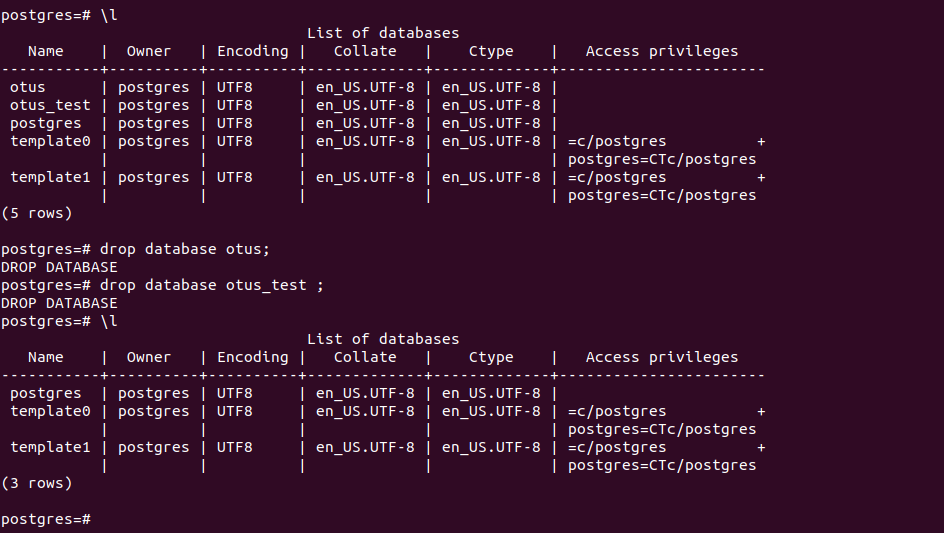 postgres=# \l
                                  List of databases
   Name    |  Owner   | Encoding |   Collate   |    Ctype    |   Access privileges
-----------+----------+----------+-------------+-------------+-----------------------
 otus      | postgres | UTF8     | en_US.UTF-8 | en_US.UTF-8 |
 otus_test | postgres | UTF8     | en_US.UTF-8 | en_US.UTF-8 |
 postgres  | postgres | UTF8     | en_US.UTF-8 | en_US.UTF-8 |
 template0 | postgres | UTF8     | en_US.UTF-8 | en_US.UTF-8 | =c/postgres          +
           |          |          |             |             | postgres=CTc/postgres
 template1 | postgres | UTF8     | en_US.UTF-8 | en_US.UTF-8 | =c/postgres          +
           |          |          |             |             | postgres=CTc/postgres
(5 rows)

postgres=# drop database otus;
DROP DATABASE
postgres=# drop database otus_test ;
DROP DATABASE
postgres=# \l
                                  List of databases
   Name    |  Owner   | Encoding |   Collate   |    Ctype    |   Access privileges
-----------+----------+----------+-------------+-------------+-----------------------
 postgres  | postgres | UTF8     | en_US.UTF-8 | en_US.UTF-8 |
 template0 | postgres | UTF8     | en_US.UTF-8 | en_US.UTF-8 | =c/postgres          +
           |          |          |             |             | postgres=CTc/postgres
 template1 | postgres | UTF8     | en_US.UTF-8 | en_US.UTF-8 | =c/postgres          +
           |          |          |             |             | postgres=CTc/postgres
(3 rows)

postgres=#